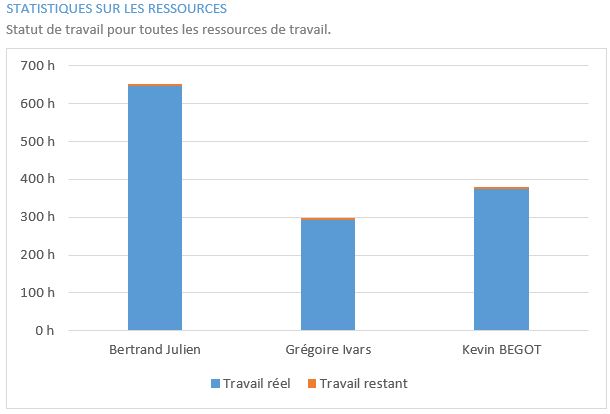 STATISTIQUES SUR LES RESSOURCES
Statut de travail pour toutes les ressources de travail.
700 h
600 h
500 h
400 h
300 h
200 h
100 h
0 h
Bertrand Julien Grégoire Ivars Kevin BEGOT
Travail réel Travail restant